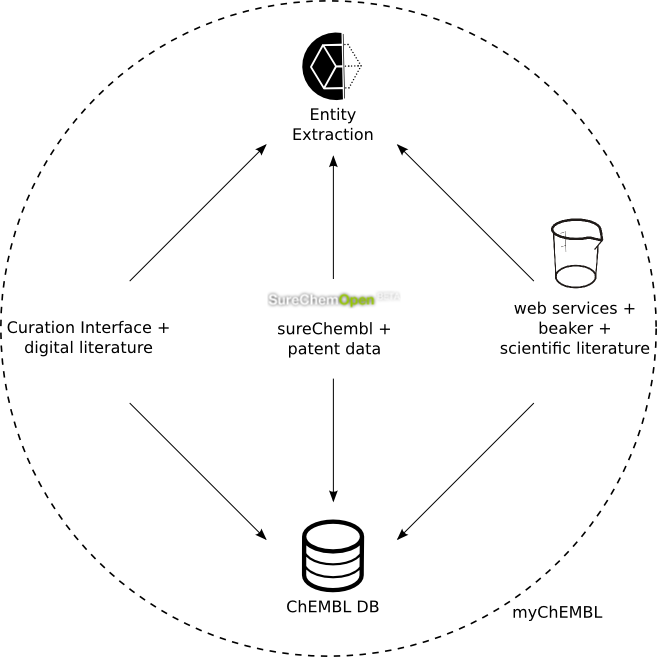 Entity
Extraction
SureChemOpen BETA
Curation Interface +
digital literature
sureChembl +
patent data
web services +
beaker +
scientific literature
ChEMBL DB
myChEMBL